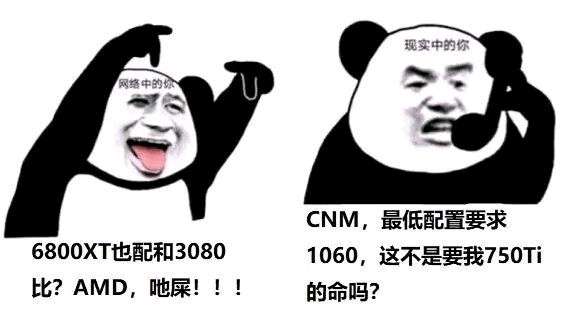 网络中的你
6800XT也配和3080
比？AMD，吔屎！！！
现实中的你
CNM，最低配置要求
1060，这不是要我750Ti
的命吗？